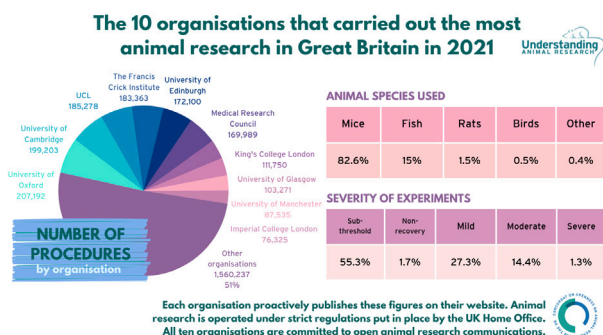 The 10 organisations that carried out the most
animal research in Great Britain in 2021
Understanding
ANIMAL RESEARCH
The Francis
Crick Institute
183,363
University of
Edinburgh
172,100
UCL
185,278
Medical Research
Council
169,989
University of
Cambridge
199,203
King's College London
111,750
University of Glasgow
103,271
University of
Oxford
207,192
University of Manchester
87,535
Imperial College London
76,325
Other
organisations
1,560,237
51%
NUMBER OF
PROCEDURES
by organisation
ANIMAL SPECIES USED
Mice Fish Rats Birds Other
82.6% 15% 1.5% 0.5% 0.4%
SEVERITY OF EXPERIMENTS
Sub-
threshold
Non-
recovery
Mild Moderate Severe
55.3% 1.7% 27.3% 14.4% 1.3%
Each organisation proactively publishes these figures on their website. Animal
research is operated under strict regulations put in place by the UK Home Office.
All ten organisations are committed to open animal research communications.